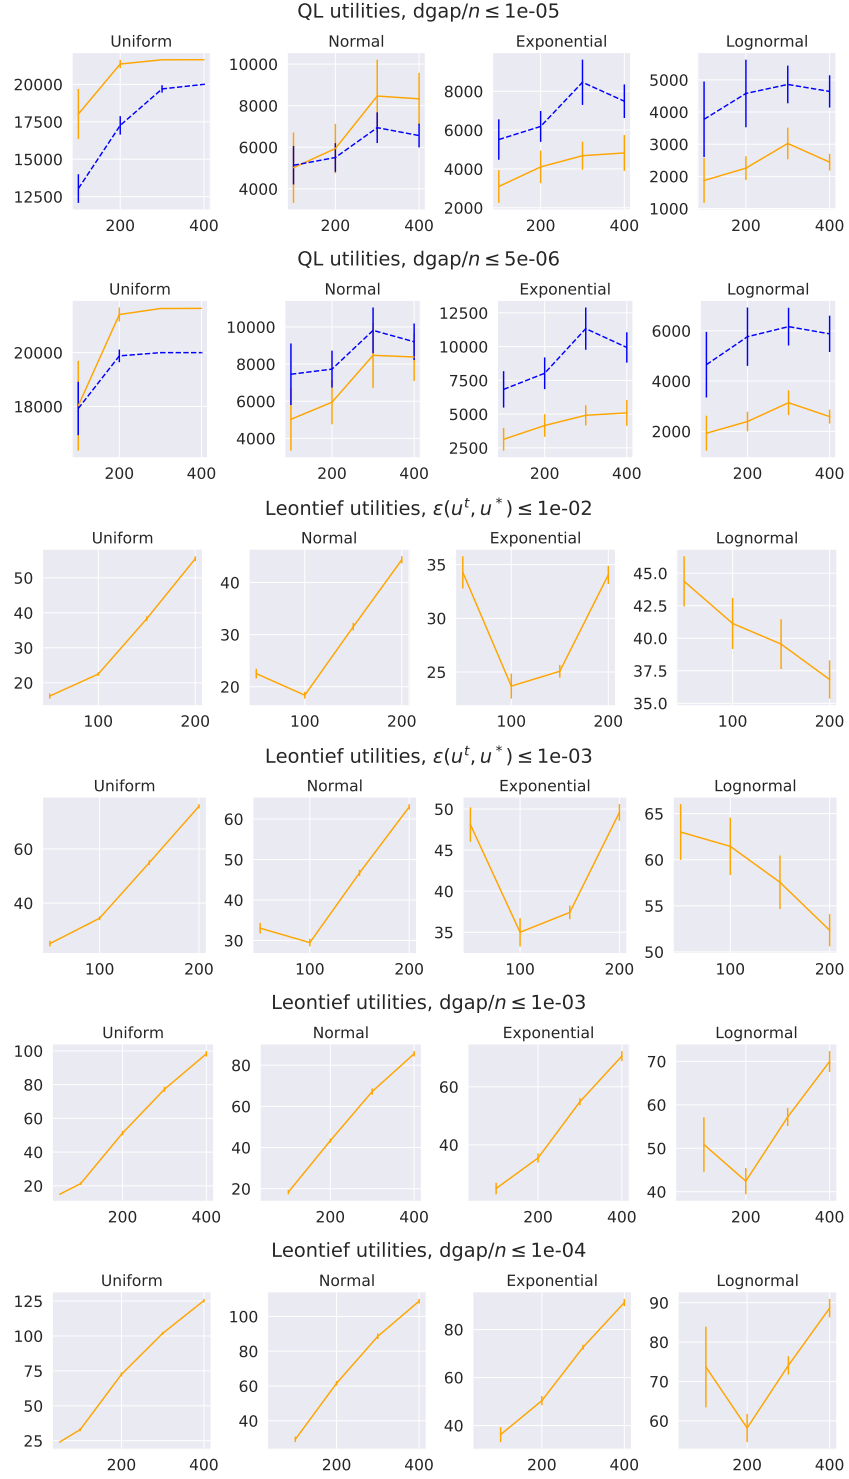 QL utilities, dgap/n ≤ 1e-05
Uniform Normal Exponential Lognormal
20000 17500 15000 12500
10000 8000 6000 4000
8000 6000 4000 2000
5000 4000 3000 2000 1000
200 400 200 400 200 400 200 400
QL utilities, dgap/n ≤ 5e-06
Uniform Normal Exponential Lognormal
20000 18000
10000 8000 6000 4000
12500 10000 7500 5000 2500
6000 4000 2000
200 400 200 400 200 400 200 400
Leontief utilities, ε(uᵗ, u*) ≤ 1e-02
Uniform Normal Exponential Lognormal
50 40 30 20
40 30 20
35 30 25
45.0 42.5 40.0 37.5 35.0
100 200 100 200 100 200 100 200
Leontief utilities, ε(uᵗ, u*) ≤ 1e-03
Uniform Normal Exponential Lognormal
60 40
60 50 40 30
50 45 40 35
65 60 55 50
100 200 100 200 100 200 100 200
Leontief utilities, dgap/n ≤ 1e-03
Uniform Normal Exponential Lognormal
100 80 60 40 20
80 60 40 20
60 40
70 60 50 40
200 400 200 400 200 400 200 400
Leontief utilities, dgap/n ≤ 1e-04
Uniform Normal Exponential Lognormal
125 100 75 50 25
100 80 60 40
80 60 40
90 80 70 60
200 400 200 400 200 400 200 400